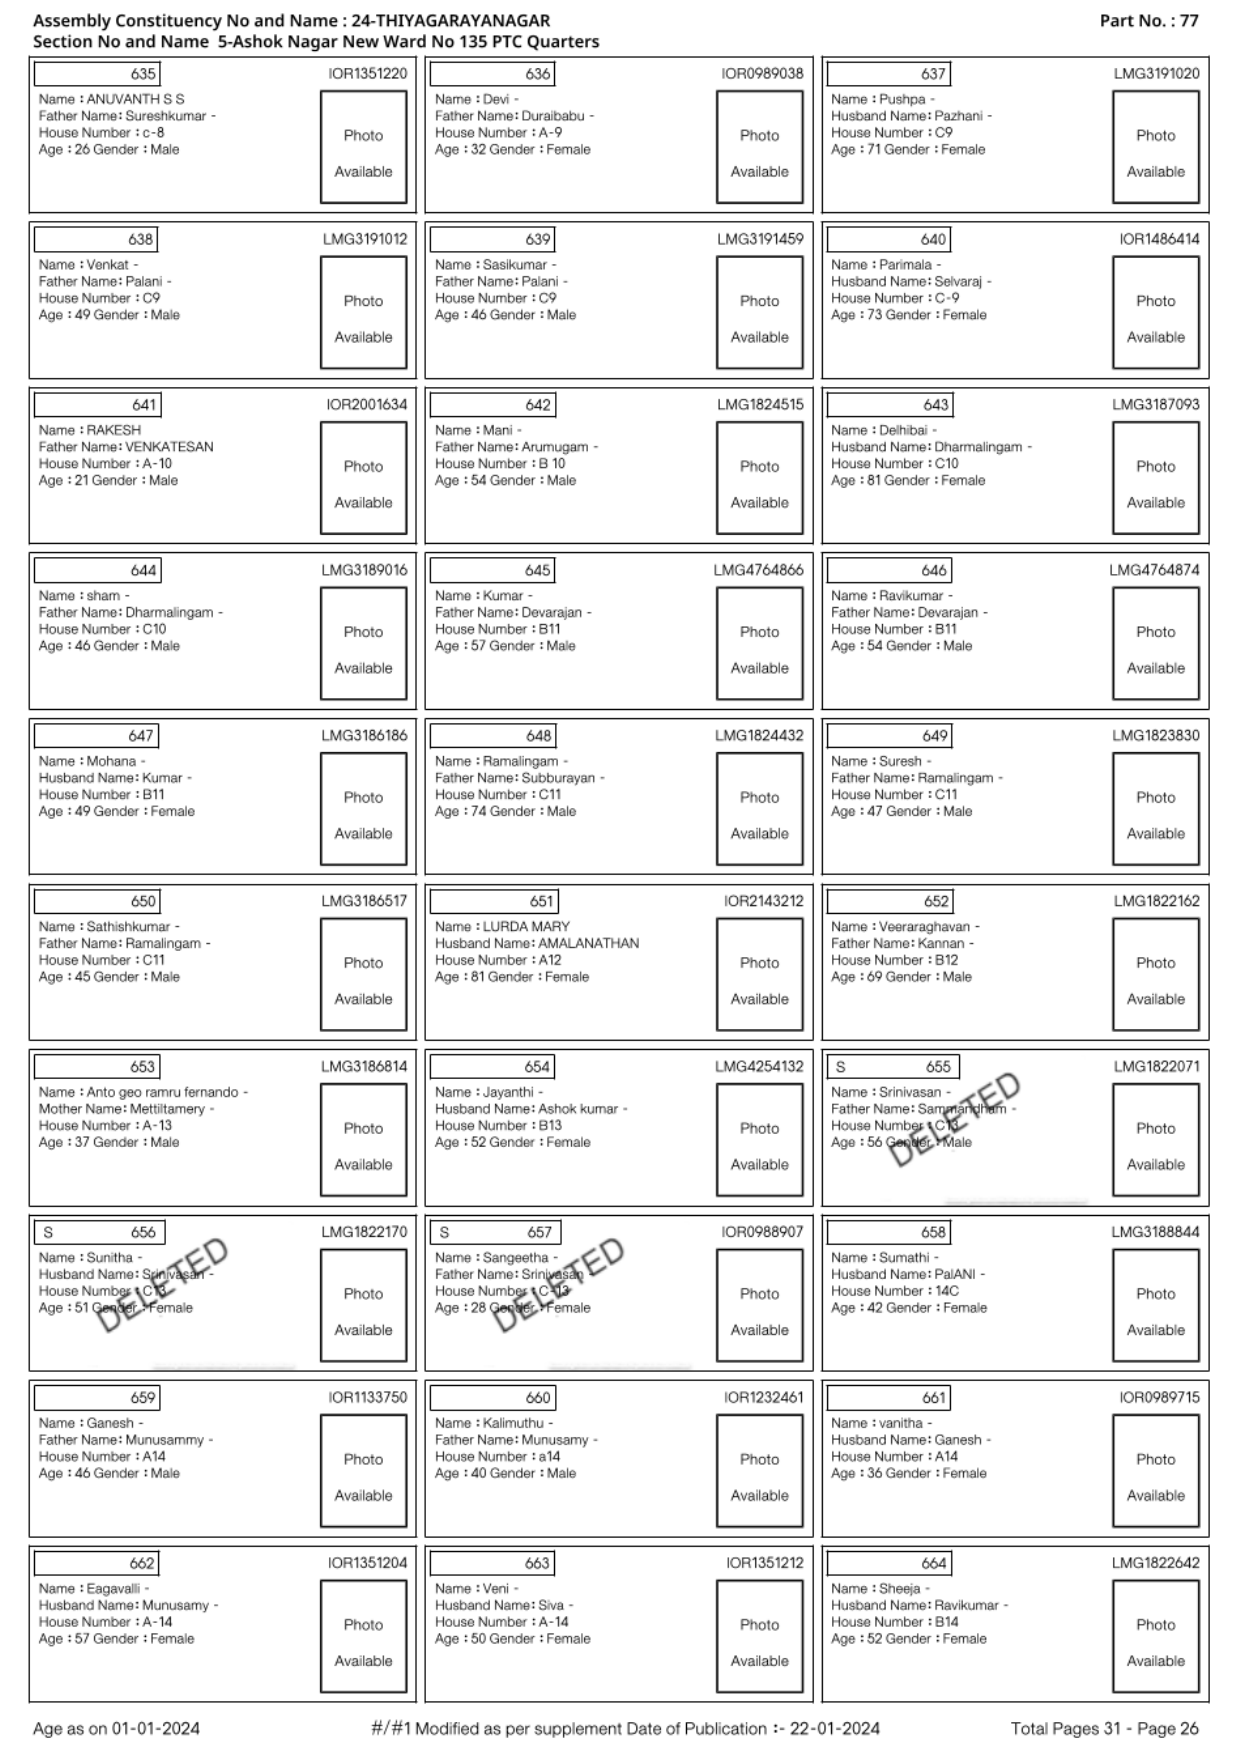 Assembly Constituency No and Name : 24-THIYAGARAYANAGAR
Part No. : 77
Section No and Name 5-Ashok Nagar New Ward No 135 PTC Quarters
635 IOR1351220
Name : ANUVANTH S S
Father Name: Sureshkumar -
House Number : c-8
Age : 26 Gender : Male
Photo
Available
636 IOR0989038
Name : Devi -
Father Name: Duraibabu -
House Number : A-9
Age : 32 Gender : Female
Photo
Available
637 LMG3191020
Name : Pushpa -
Husband Name: Pazhani -
House Number : C9
Age : 71 Gender : Female
Photo
Available
638 LMG3191012
Name : Venkat -
Father Name: Palani -
House Number : C9
Age : 49 Gender : Male
Photo
Available
639 LMG3191459
Name : Sasikumar -
Father Name: Palani -
House Number : C9
Age : 46 Gender : Male
Photo
Available
640 IOR1486414
Name : Parimala -
Husband Name: Selvaraj -
House Number : C-9
Age : 73 Gender : Female
Photo
Available
641 IOR2001634
Name : RAKESH
Father Name: VENKATESAN
House Number : A-10
Age : 21 Gender : Male
Photo
Available
642 LMG1824515
Name : Mani -
Father Name: Arumugam -
House Number : B 10
Age : 54 Gender : Male
Photo
Available
643 LMG3187093
Name : Delhibai -
Husband Name: Dharmalingam -
House Number : C10
Age : 81 Gender : Female
Photo
Available
644 LMG3189016
Name : sham -
Father Name: Dharmalingam -
House Number : C10
Age : 46 Gender : Male
Photo
Available
645 LMG4764866
Name : Kumar -
Father Name: Devarajan -
House Number : B11
Age : 57 Gender : Male
Photo
Available
646 LMG4764874
Name : Ravikumar -
Father Name: Devarajan -
House Number : B11
Age : 54 Gender : Male
Photo
Available
647 LMG3186186
Name : Mohana -
Husband Name: Kumar -
House Number : B11
Age : 49 Gender : Female
Photo
Available
648 LMG1824432
Name : Ramalingam -
Father Name: Subburayan -
House Number : C11
Age : 74 Gender : Male
Photo
Available
649 LMG1823830
Name : Suresh -
Father Name: Ramalingam -
House Number : C11
Age : 47 Gender : Male
Photo
Available
650 LMG3186517
Name : Sathishkumar -
Father Name: Ramalingam -
House Number : C11
Age : 45 Gender : Male
Photo
Available
651 IOR2143212
Name : LURDA MARY
Husband Name: AMALANATHAN
House Number : A12
Age : 81 Gender : Female
Photo
Available
652 LMG1822162
Name : Veeraraghavan -
Father Name: Kannan -
House Number : B12
Age : 69 Gender : Male
Photo
Available
653 LMG3186814
Name : Anto geo ramru fernando -
Mother Name: Mettiltamery -
House Number : A-13
Age : 37 Gender : Male
Photo
Available
654 LMG4254132
Name : Jayanthi -
Husband Name: Ashok kumar -
House Number : B13
Age : 52 Gender : Female
Photo
Available
S 655 LMG1822071
Name : Srinivasan -
Father Name: Sammandham -
House Number : C13
Age : 56 Gender : Male
DELETED
Photo
Available
S 656 LMG1822170
Name : Sunitha -
Husband Name: Srinivasan -
House Number : C13
Age : 51 Gender : Female
DELETED
Photo
Available
S 657 IOR0988907
Name : Sangeetha -
Father Name: Srinivasan -
House Number : C-13
Age : 28 Gender : Female
DELETED
Photo
Available
658 LMG3188844
Name : Sumathi -
Husband Name: PalANI -
House Number : 14C
Age : 42 Gender : Female
Photo
Available
659 IOR1133750
Name : Ganesh -
Father Name: Munusammy -
House Number : A14
Age : 46 Gender : Male
Photo
Available
660 IOR1232461
Name : Kalimuthu -
Father Name: Munusamy -
House Number : a14
Age : 40 Gender : Male
Photo
Available
661 IOR0989715
Name : vanitha -
Husband Name: Ganesh -
House Number : A14
Age : 36 Gender : Female
Photo
Available
662 IOR1351204
Name : Eagavalli -
Husband Name: Munusamy -
House Number : A-14
Age : 57 Gender : Female
Photo
Available
663 IOR1351212
Name : Veni -
Husband Name: Siva -
House Number : A-14
Age : 50 Gender : Female
Photo
Available
664 LMG1822642
Name : Sheeja -
Husband Name: Ravikumar -
House Number : B14
Age : 52 Gender : Female
Photo
Available
Age as on 01-01-2024
#/#1 Modified as per supplement Date of Publication :- 22-01-2024
Total Pages 31 - Page 26